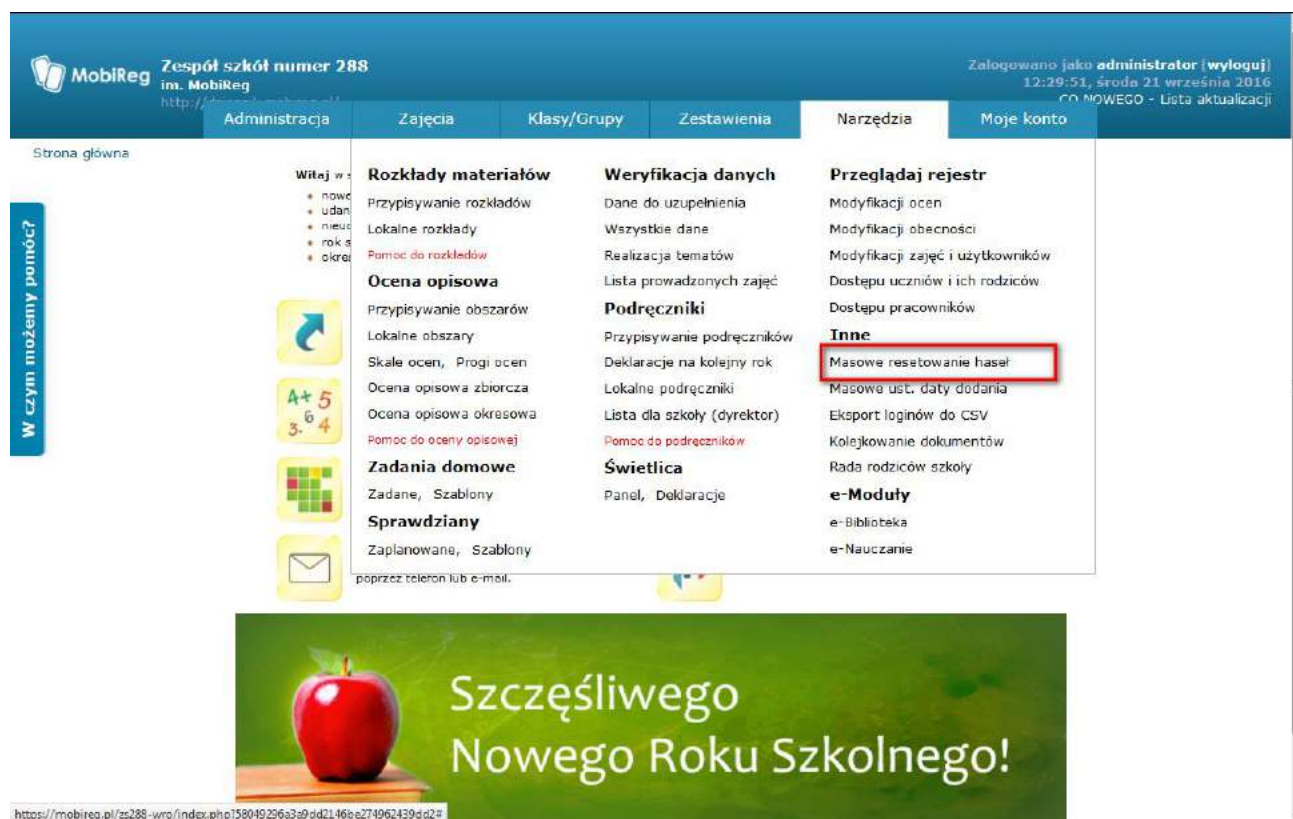 MobiReg
Zespół szkół numer 288
im. MobiReg
http://
Zalogowano jako administrator [wyloguj]
12:29:51, środa 21 września 2016
CO NOWEGO - Lista aktualizacji
Administracja Zajęcia Klasy/Grupy Zestawienia Narzędzia Moje konto
Strona główna
W czym możemy pomóc?
Witaj w
Rozkłady materiałów
Przypisywanie rozkładów
Lokalne rozkłady
Pomoc do rozkładów
Ocena opisowa
Przypisywanie obszarów
Lokalne obszary
Skale ocen, Progi ocen
Ocena opisowa zbiorcza
Ocena opisowa okresowa
Pomoc do oceny opisowej
Zadania domowe
Zadane, Szablony
Sprawdziany
Zaplanowane, Szablony
Weryfikacja danych
Dane do uzupełnienia
Wszystkie dane
Realizacja tematów
Lista prowadzonych zajęć
Podręczniki
Przypisywanie podręczników
Deklaracje na kolejny rok
Lokalne podręczniki
Lista dla szkoły (dyrektor)
Pomoc do podręczników
Świetlica
Panel, Deklaracje
Przeglądaj rejestr
Modyfikacji ocen
Modyfikacji obecności
Modyfikacji zajęć i użytkowników
Dostępu uczniów i ich rodziców
Dostępu pracowników
Inne
Masowe resetowanie haseł
Masowe ust. daty dodania
Eksport loginów do CSV
Kolejkowanie dokumentów
Rada rodziców szkoły
e-Moduły
e-Biblioteka
e-Nauczanie
4+ 5
6
3- 4
poprzez telefon lub e-mail.
Szczęśliwego
Nowego Roku Szkolnego!